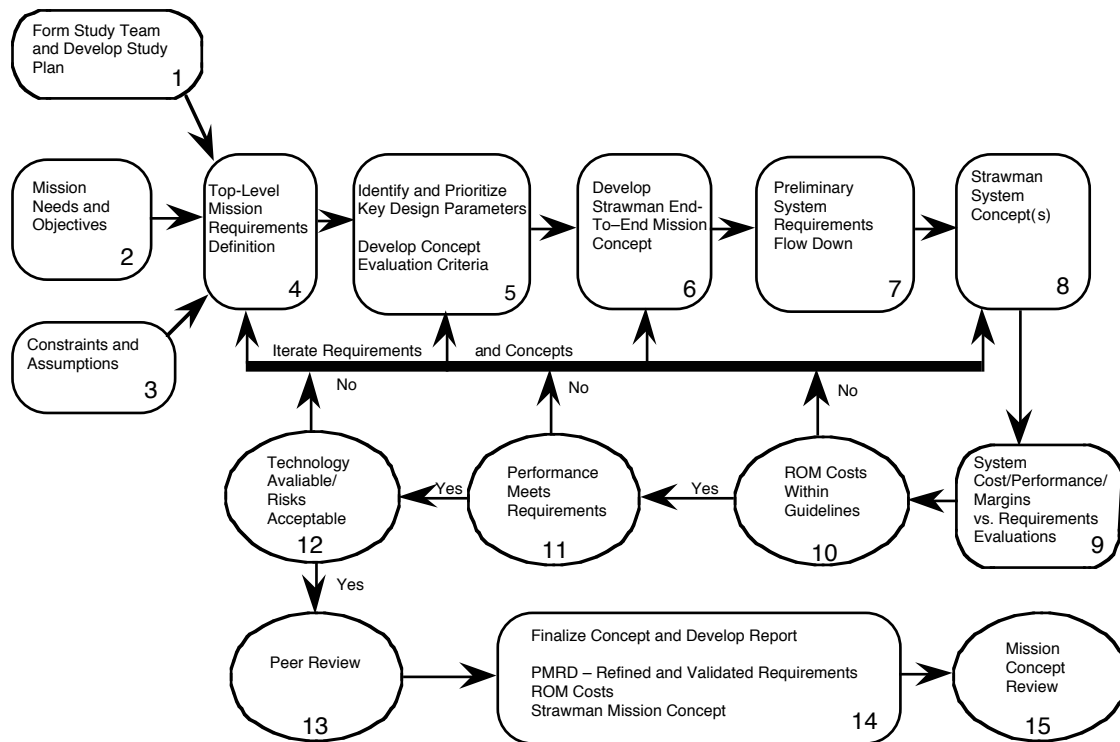 Form Study Team
and Develop Study
Plan
1
Mission
Needs and
Objectives
2
Constraints and
Assumptions
3
Top-Level
Mission
Requirements
Definition
4
Identify and Prioritize
Key Design Parameters
Develop Concept
Evaluation Criteria
5
Develop
Strawman End-
To–End Mission
Concept
6
Preliminary
System
Requirements
Flow Down
7
Strawman
System
Concept(s)
8
Iterate Requirements and Concepts
No
No
No
System
Cost/Performance/
Margins
vs. Requirements
Evaluations
9
ROM Costs
Within
Guidelines
10
Yes
Performance
Meets
Requirements
11
Yes
Technology
Avaliable/
Risks
Acceptable
12
Yes
Peer Review
13
Finalize Concept and Develop Report
PMRD – Refined and Validated Requirements
ROM Costs
Strawman Mission Concept
14
Mission
Concept
Review
15